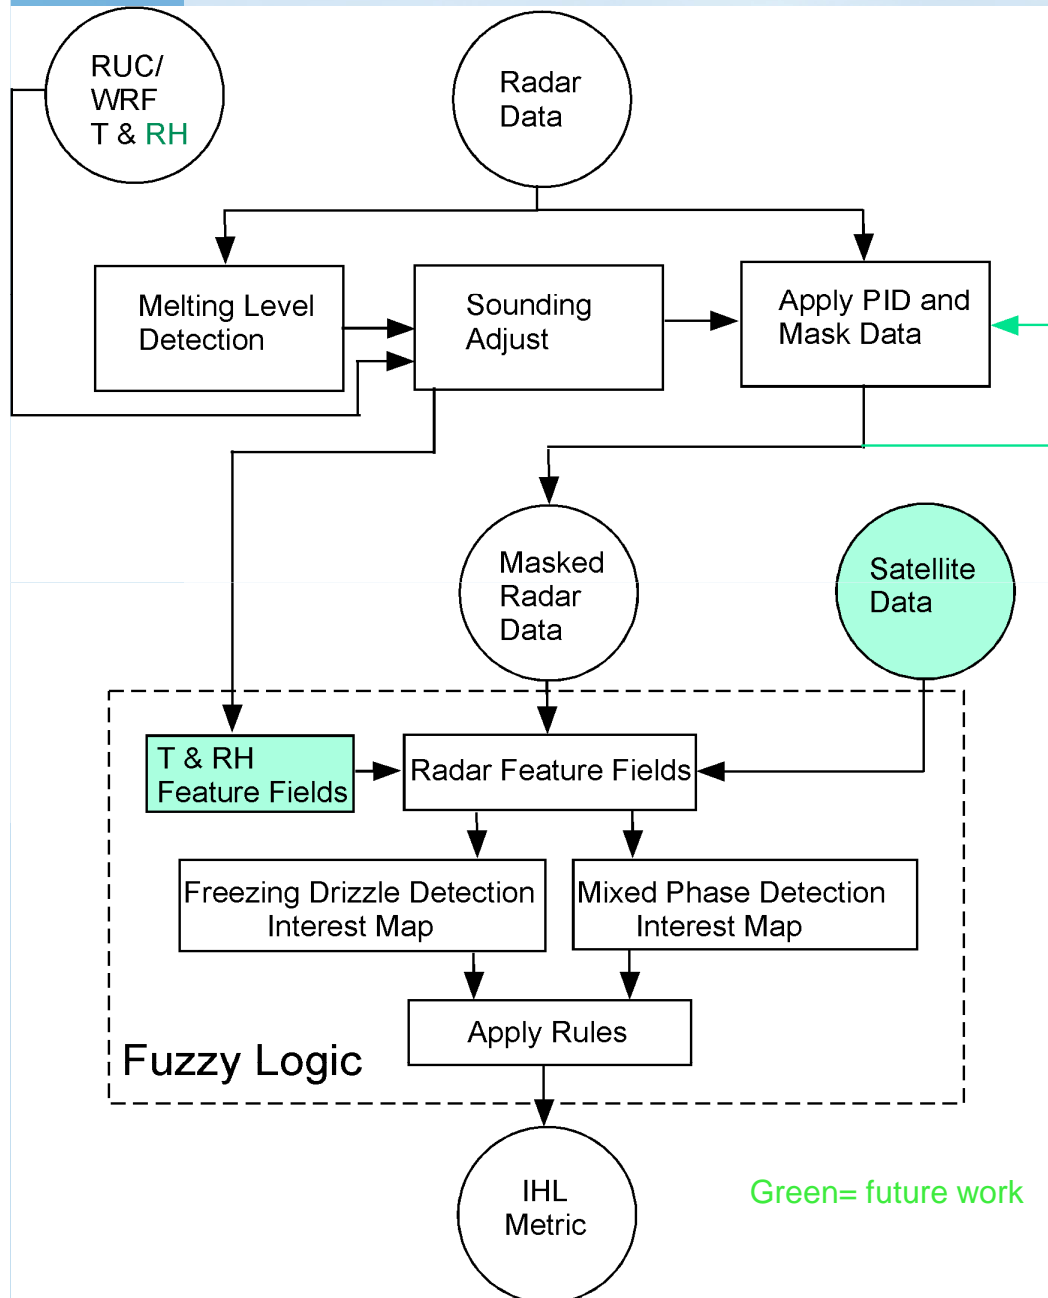 RUC/
WRF
T & RH
Radar
Data
Melting Level
Detection
Sounding
Adjust
Apply PID and
Mask Data
Masked
Radar
Data
Satellite
Data
T & RH
Feature Fields
Radar Feature Fields
Freezing Drizzle Detection
Interest Map
Mixed Phase Detection
Interest Map
Apply Rules
Fuzzy Logic
IHL
Metric
Green= future work